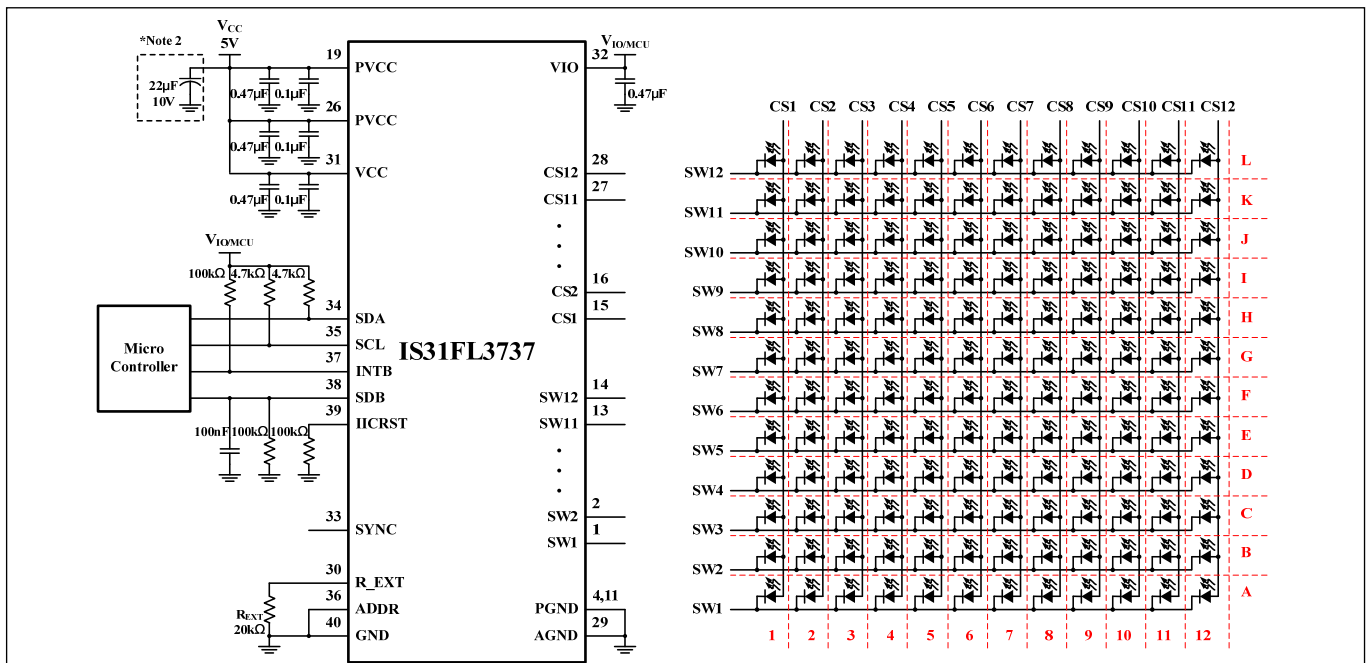 *Note 2
V_CC
5V
22µF
10V
0.47µF 0.1µF
0.47µF 0.1µF
0.47µF 0.1µF
19 PVCC
26 PVCC
31 VCC
V_IO/MCU
100kΩ 4.7kΩ 4.7kΩ
Micro
Controller
34 SDA
35 SCL
37 INTB
38 SDB
39 IICRST
100nF 100kΩ 100kΩ
33 SYNC
30 R_EXT
36 ADDR
40 GND
R_EXT
20kΩ
IS31FL3737
V_IO/MCU
32 VIO
0.47µF
28 CS12
27 CS11
16 CS2
15 CS1
14 SW12
13 SW11
2 SW2
1 SW1
4,11 PGND
29 AGND
CS1 CS2 CS3 CS4 CS5 CS6 CS7 CS8 CS9 CS10 CS11 CS12
SW12 L
SW11 K
SW10 J
SW9 I
SW8 H
SW7 G
SW6 F
SW5 E
SW4 D
SW3 C
SW2 B
SW1 A
1 2 3 4 5 6 7 8 9 10 11 12